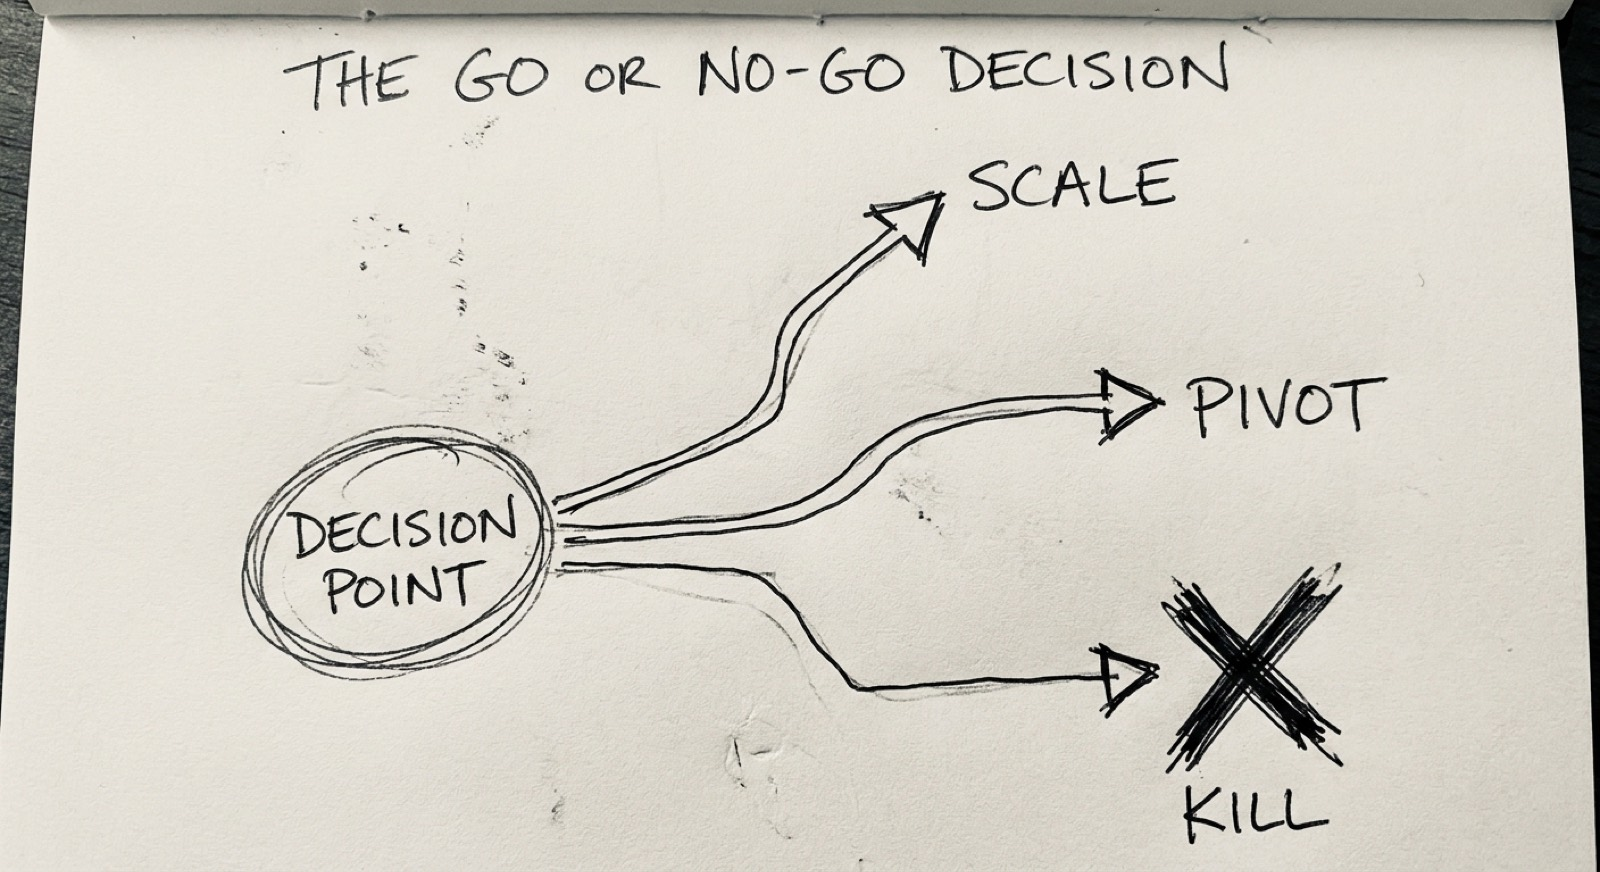 THE GO OR NO-GO DECISION
SCALE
PIVOT
DECISION
POINT
KILL